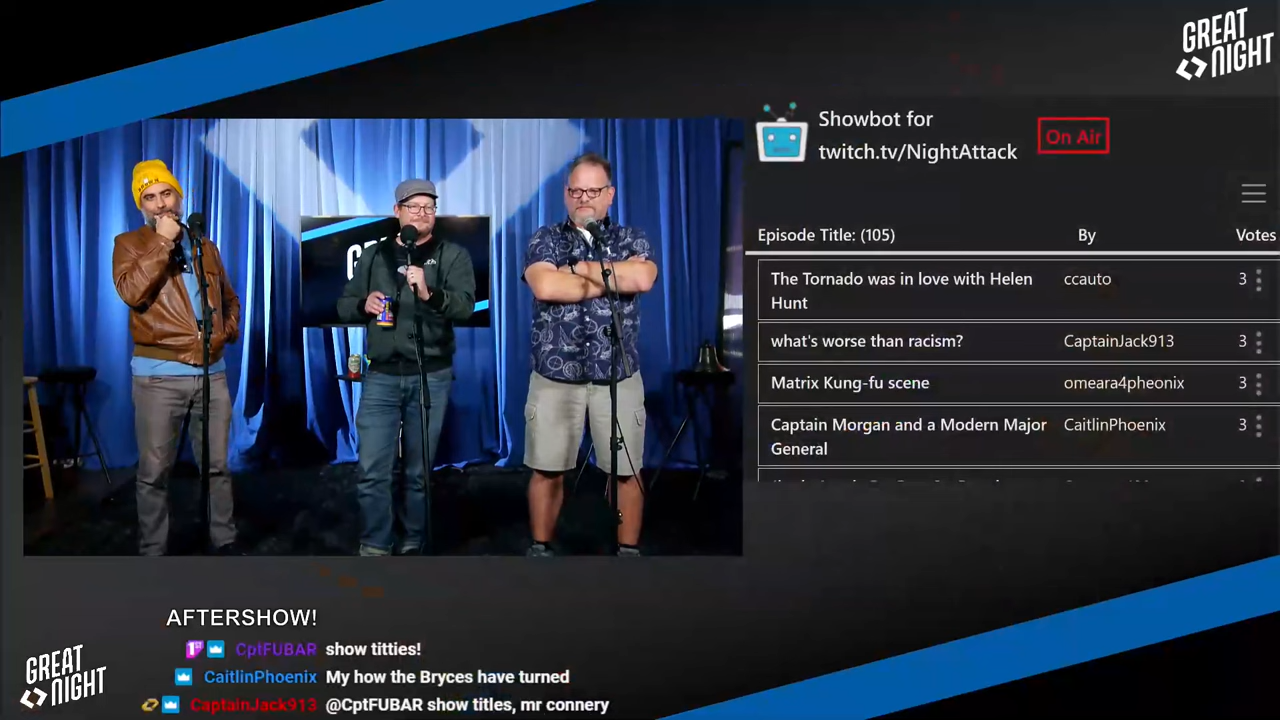 GREAT
NIGHT
Showbot for
twitch.tv/NightAttack
On Air
Episode Title: (105) By Votes
The Tornado was in love with Helen
Hunt
ccauto 3
what's worse than racism? CaptainJack913 3
Matrix Kung-fu scene omeara4pheonix 3
Captain Morgan and a Modern Major
General
CaitlinPhoenix 3
AFTERSHOW!
CptFUBAR show titties!
CaitlinPhoenix My how the Bryces have turned
CaptainJack913 @CptFUBAR show titles, mr connery
GREAT
NIGHT